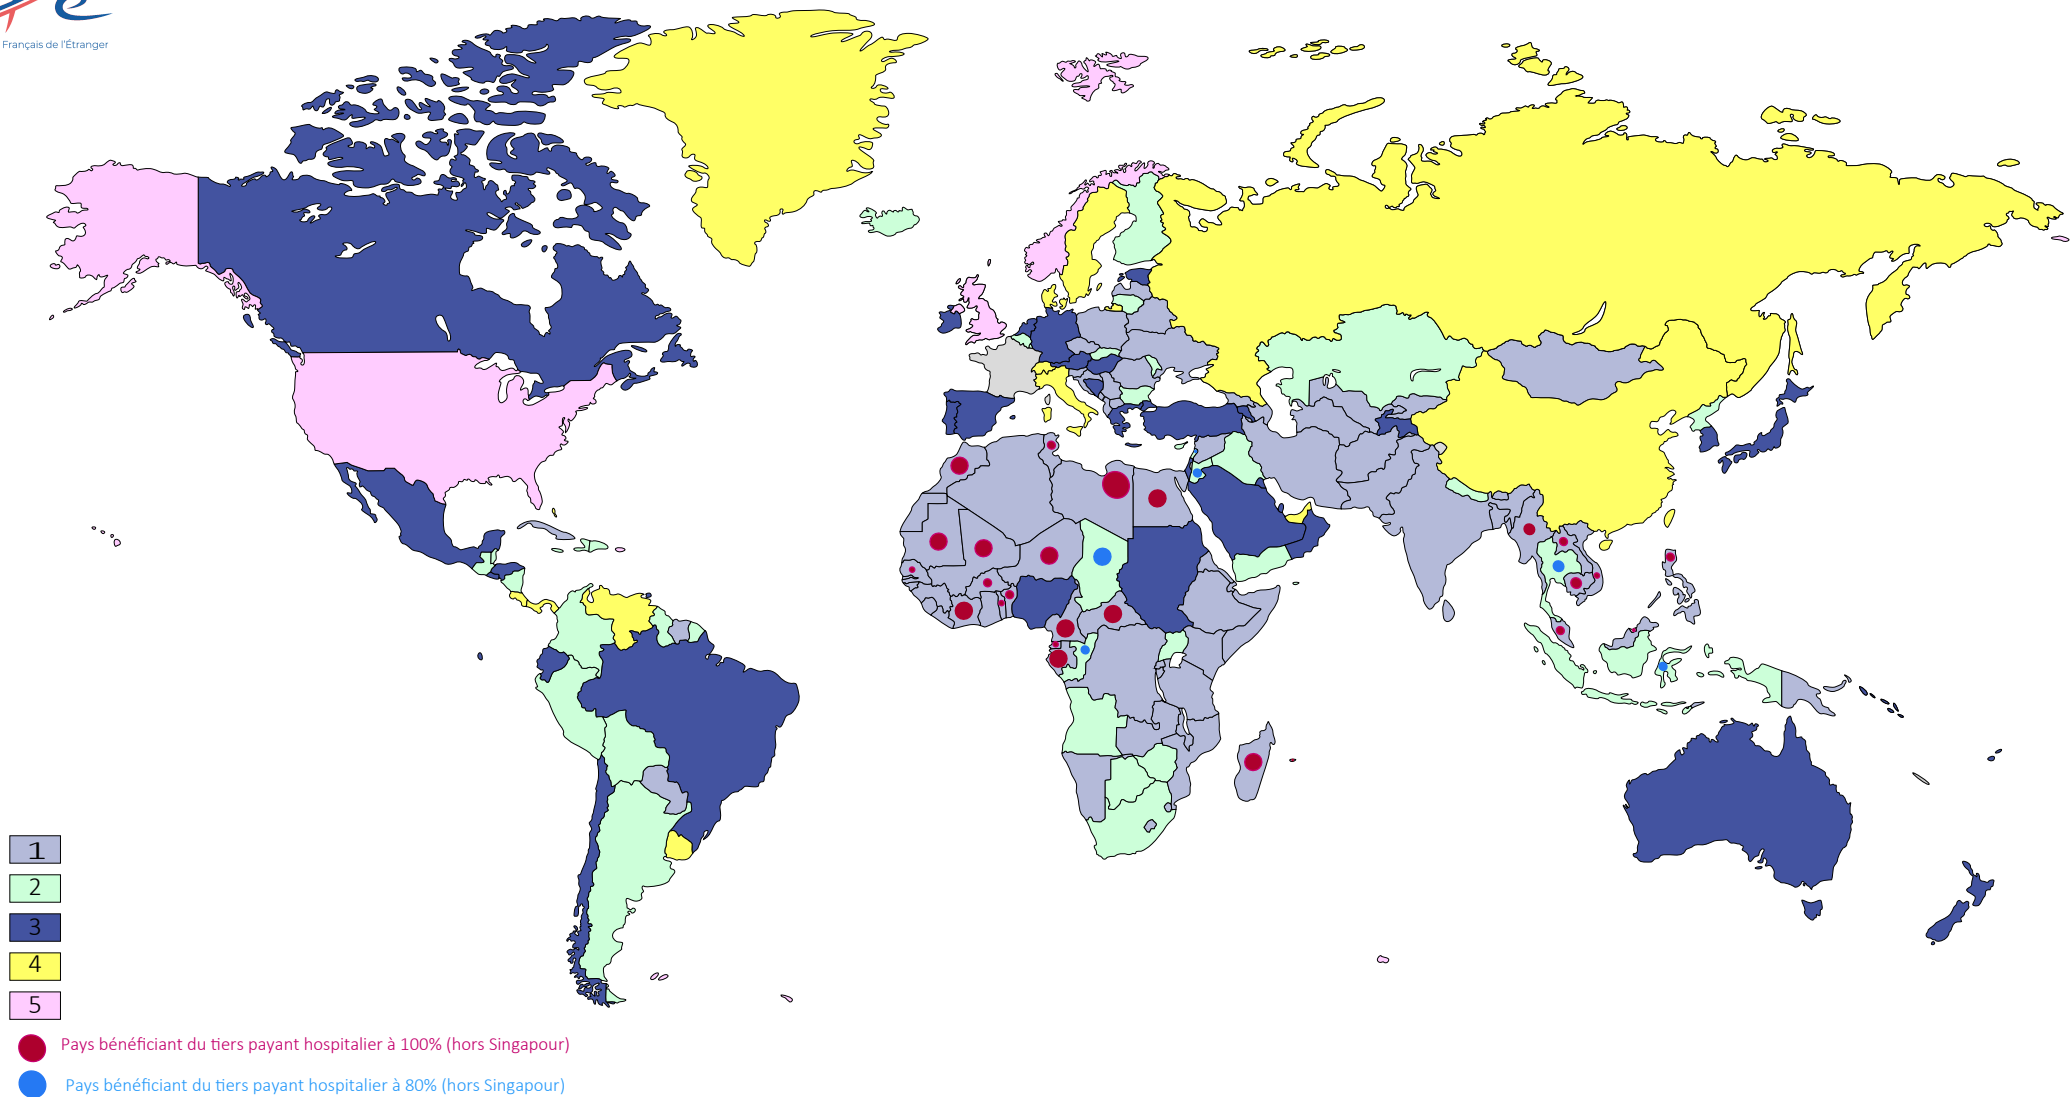 Français de l'Étranger
1
2
3
4
5
Pays bénéficiant du tiers payant hospitalier à 100% (hors Singapour)
Pays bénéficiant du tiers payant hospitalier à 80% (hors Singapour)